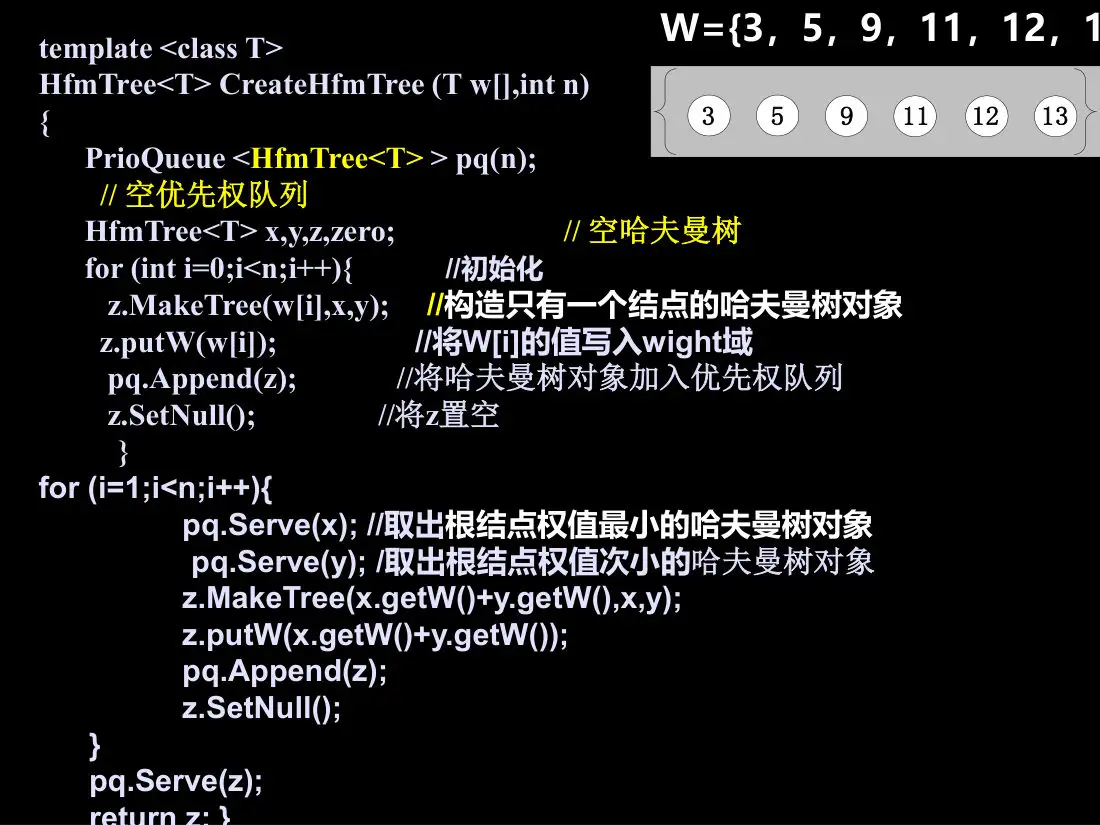 W={3, 5, 9, 11, 12, 1
3 5 9 11 12 13
template <class T>
HfmTree<T> CreateHfmTree (T w[],int n)
{
PrioQueue <HfmTree<T> > pq(n);
// 空优先权队列
HfmTree<T> x,y,z,zero; // 空哈夫曼树
for (int i=0;i<n;i++){ //初始化
z.MakeTree(w[i],x,y); //构造只有一个结点的哈夫曼树对象
z.putW(w[i]); //将W[i]的值写入wight域
pq.Append(z); //将哈夫曼树对象加入优先权队列
z.SetNull(); //将z置空
}
for (i=1;i<n;i++){
pq.Serve(x); //取出根结点权值最小的哈夫曼树对象
pq.Serve(y); /取出根结点权值次小的哈夫曼树对象
z.MakeTree(x.getW()+y.getW(),x,y);
z.putW(x.getW()+y.getW());
pq.Append(z);
z.SetNull();
}
pq.Serve(z);
return z; }